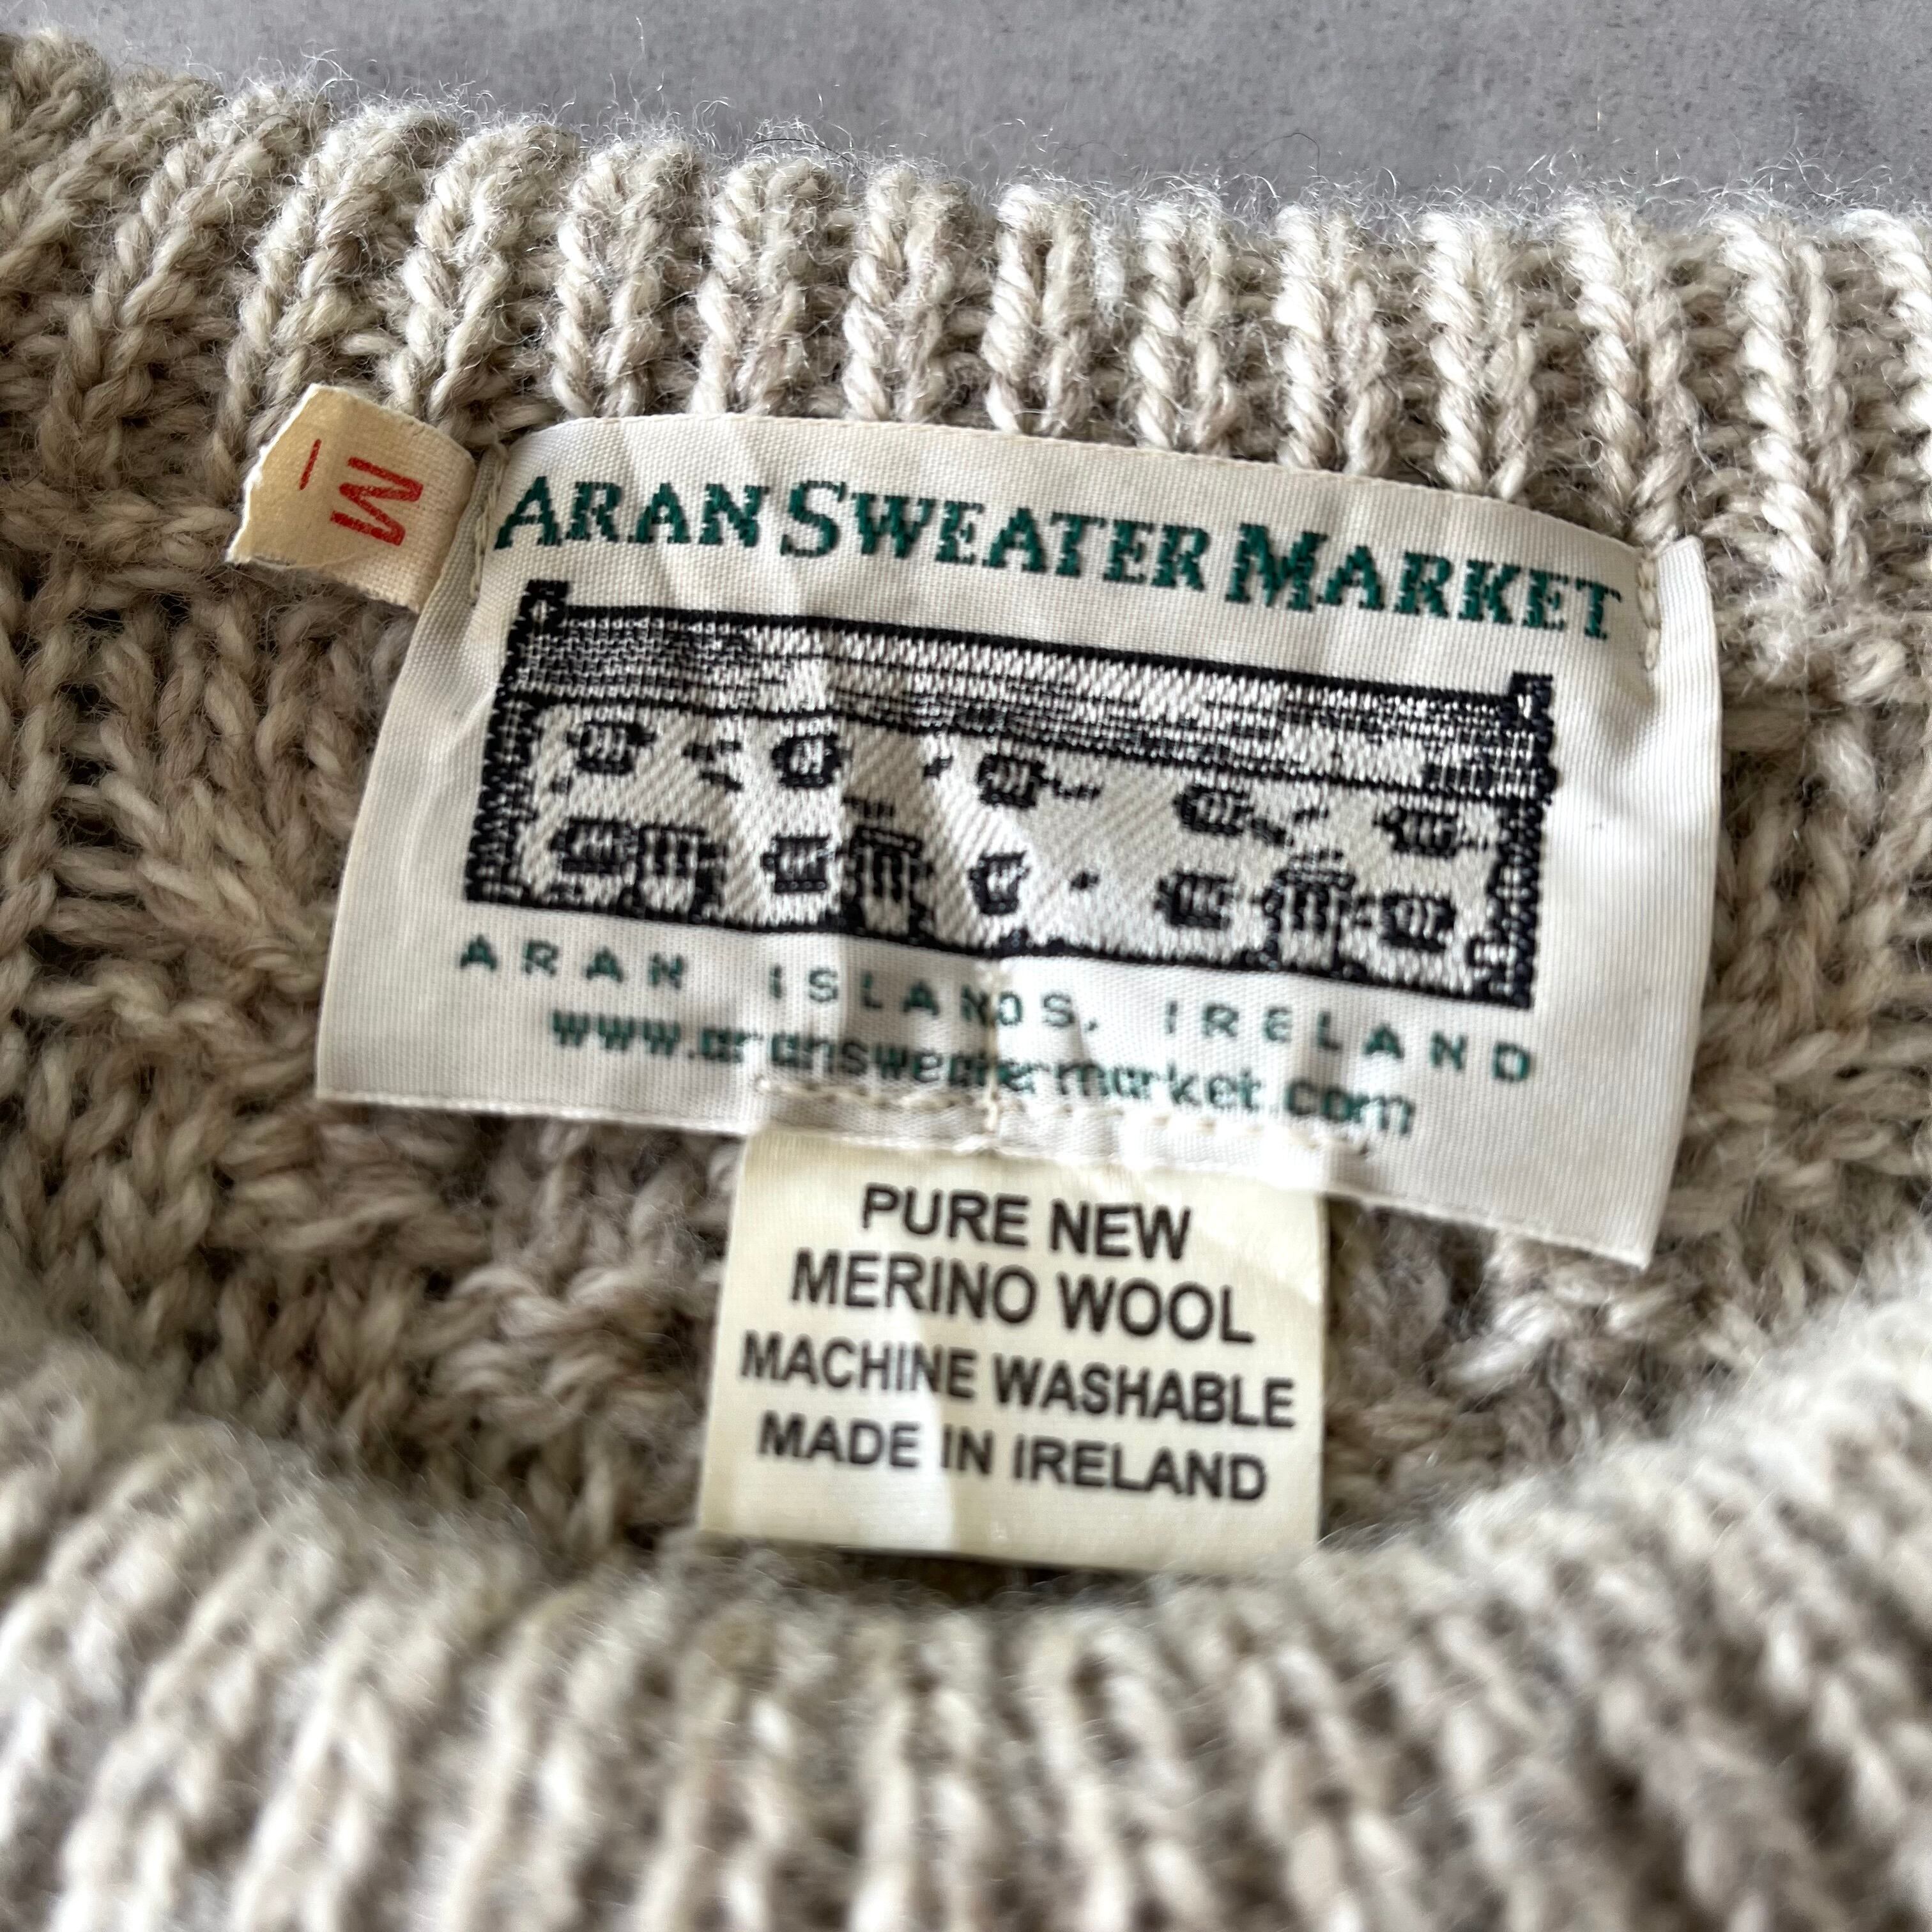 M
ARAN SWEATER MARKET
ARAN ISLANDS, IRELAND
www.aransweatermarket.com
PURE NEW
MERINO WOOL
MACHINE WASHABLE
MADE IN IRELAND